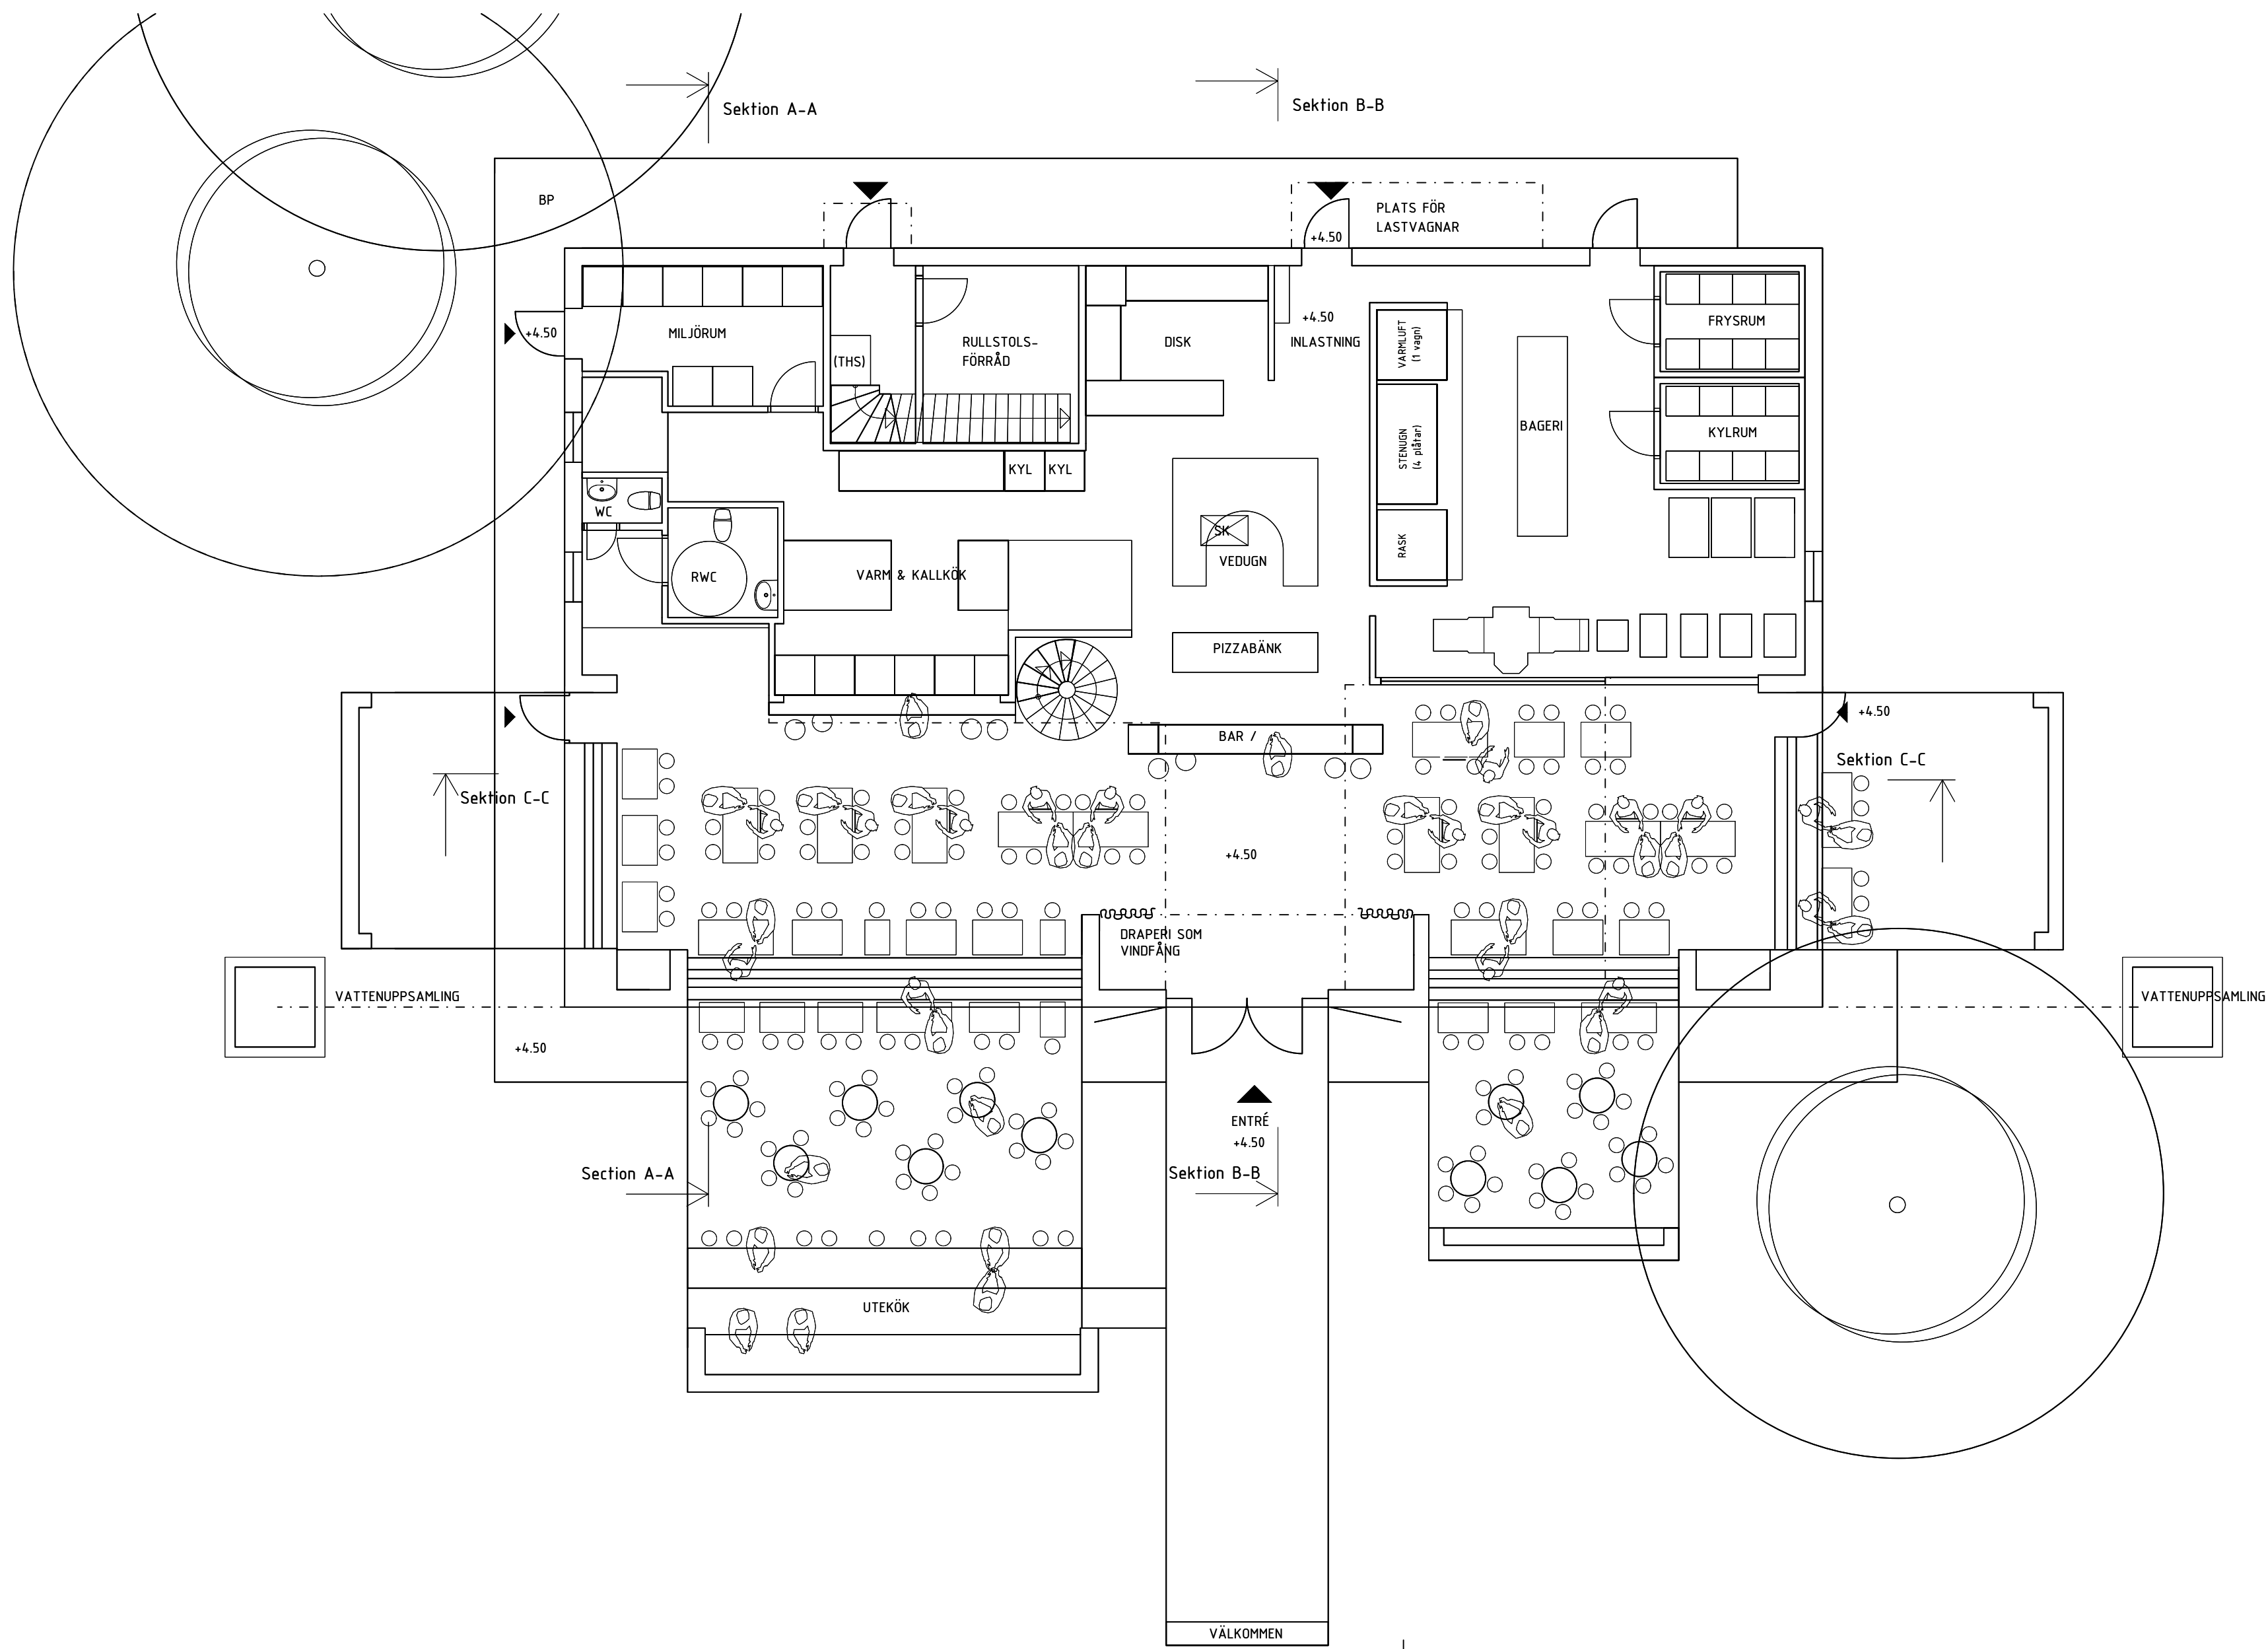 Sektion A-A
Sektion B-B
BP
PLATS FÖR
LASTVAGNAR
+4.50
+4.50
MILJÖRUM
(THS)
RULLSTOLS-
FÖRRÅD
DISK
+4.50
INLASTNING
VARMLUFT
(1 vagn)
FRYSRUM
STENUGN
(4 plåtar)
BAGERI
KYLRUM
KYL
KYL
WC
SK
RASK
VEDUGN
RWC
VARM & KALLKÖK
PIZZABÄNK
BAR /
+4.50
Sektion C-C
Sektion C-C
+4.50
DRAPERI SOM
VINDFÅNG
VATTENUPPSAMLING
VATTENUPPSAMLING
+4.50
ENTRÉ
+4.50
Section A-A
Sektion B-B
UTEKÖK
VÄLKOMMEN